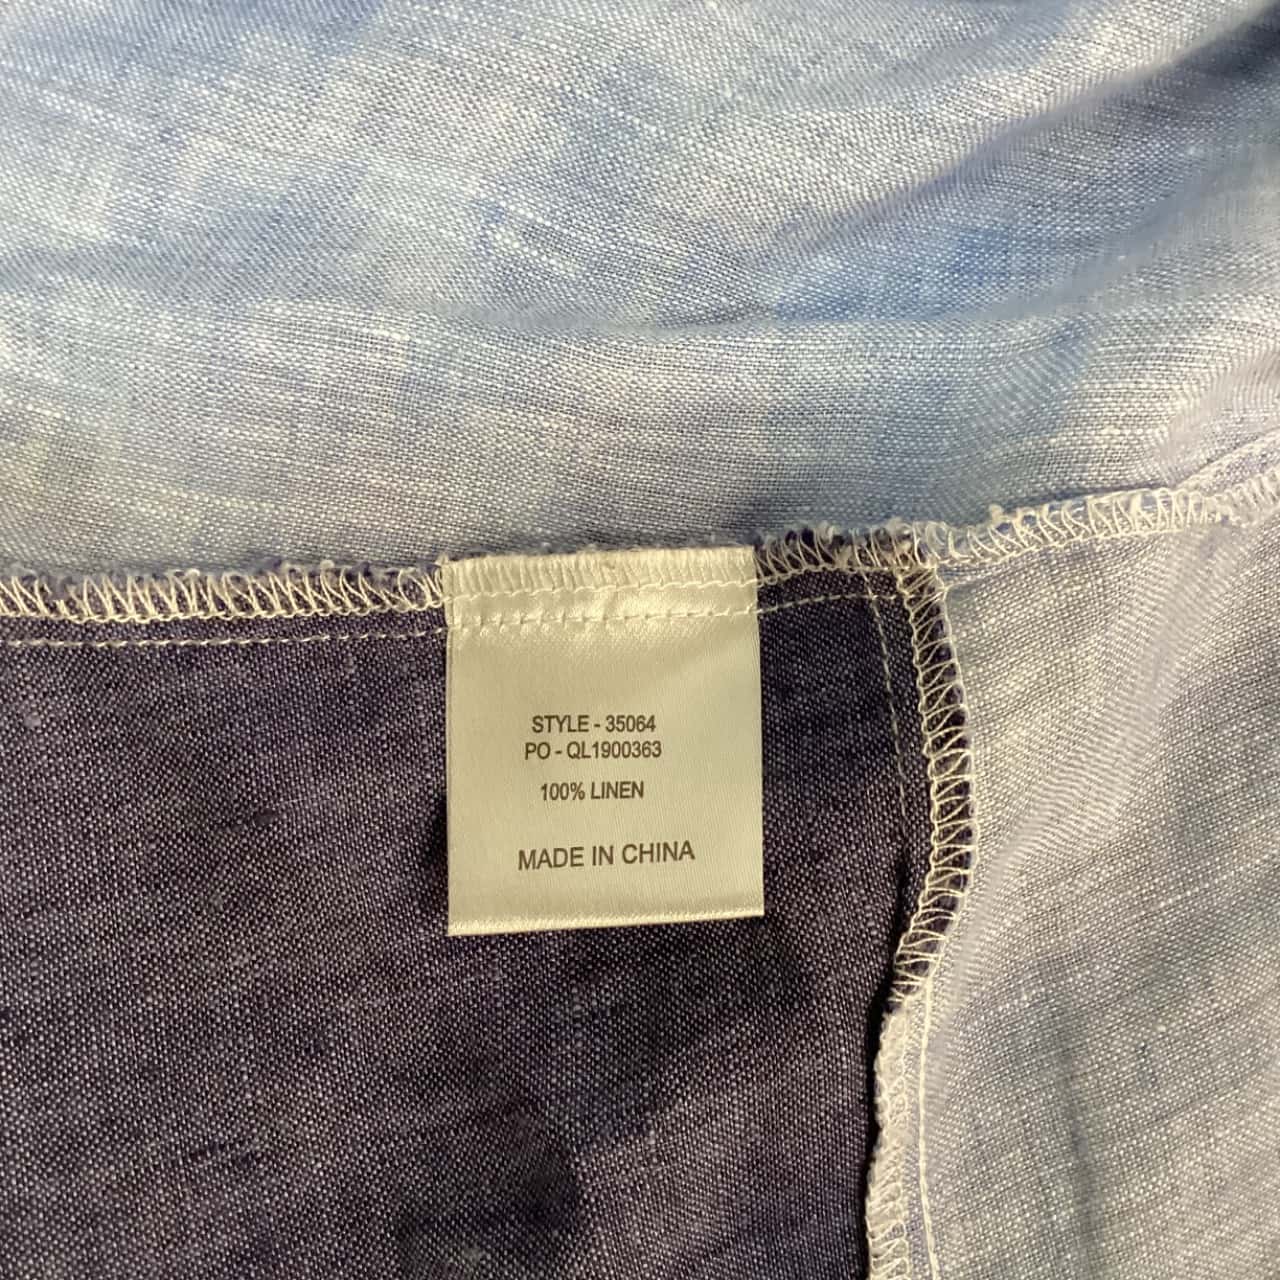 STYLE - 35064
PO - QL1900363
100% LINEN
MADE IN CHINA